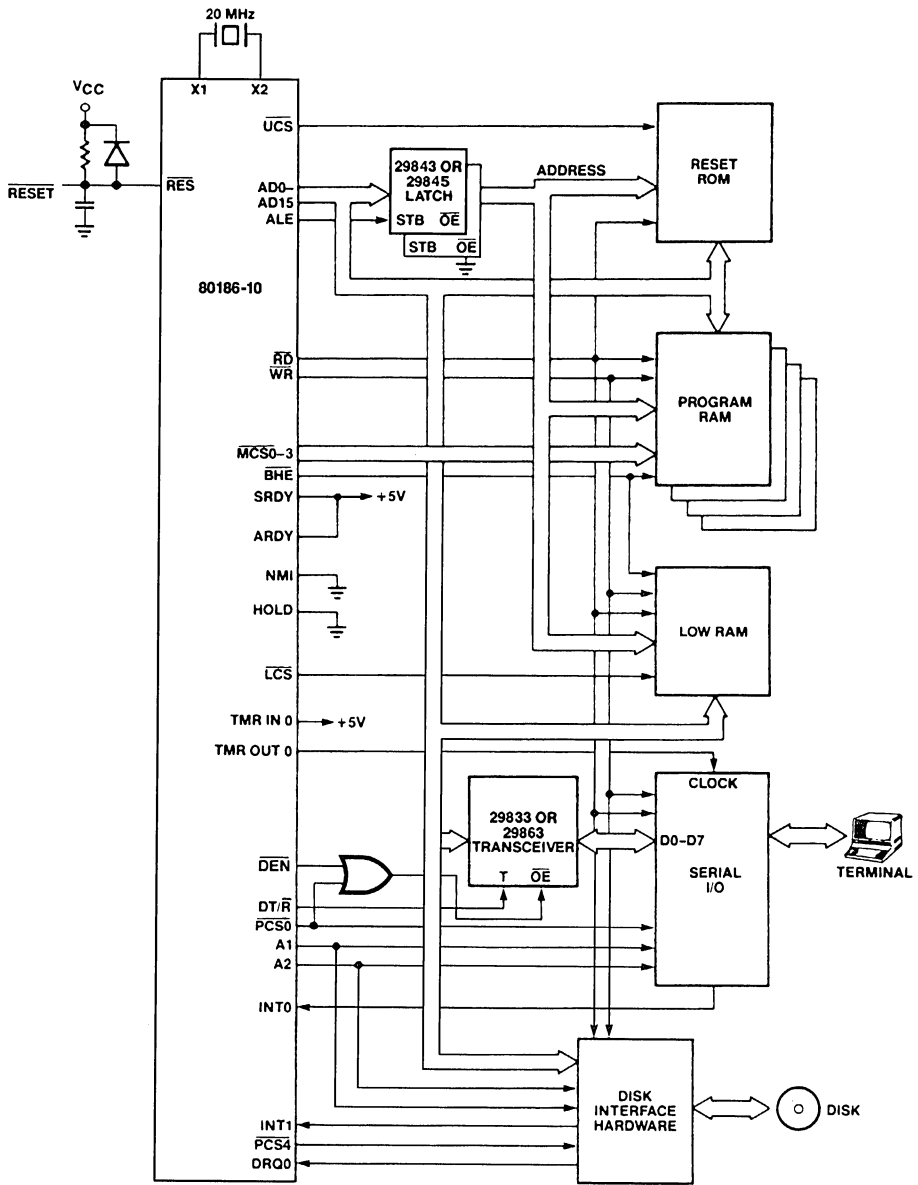 20 MHz
X1 X2
VCC
RESET
RES
UCS
AD0–
AD15
ALE
29843 OR
29845
LATCH
STB OE
STB OE
ADDRESS
RESET
ROM
80186-10
RD
WR
PROGRAM
RAM
MCS0–3
BHE
SRDY
+5V
ARDY
NMI
HOLD
LOW RAM
LCS
TMR IN 0
+5V
TMR OUT 0
CLOCK
29833 OR
29863
TRANSCEIVER
T OE
D0–D7
SERIAL
I/O
TERMINAL
DEN
DT/R
PCS0
A1
A2
INT0
DISK
INTERFACE
HARDWARE
DISK
INT1
PCS4
DRQ0